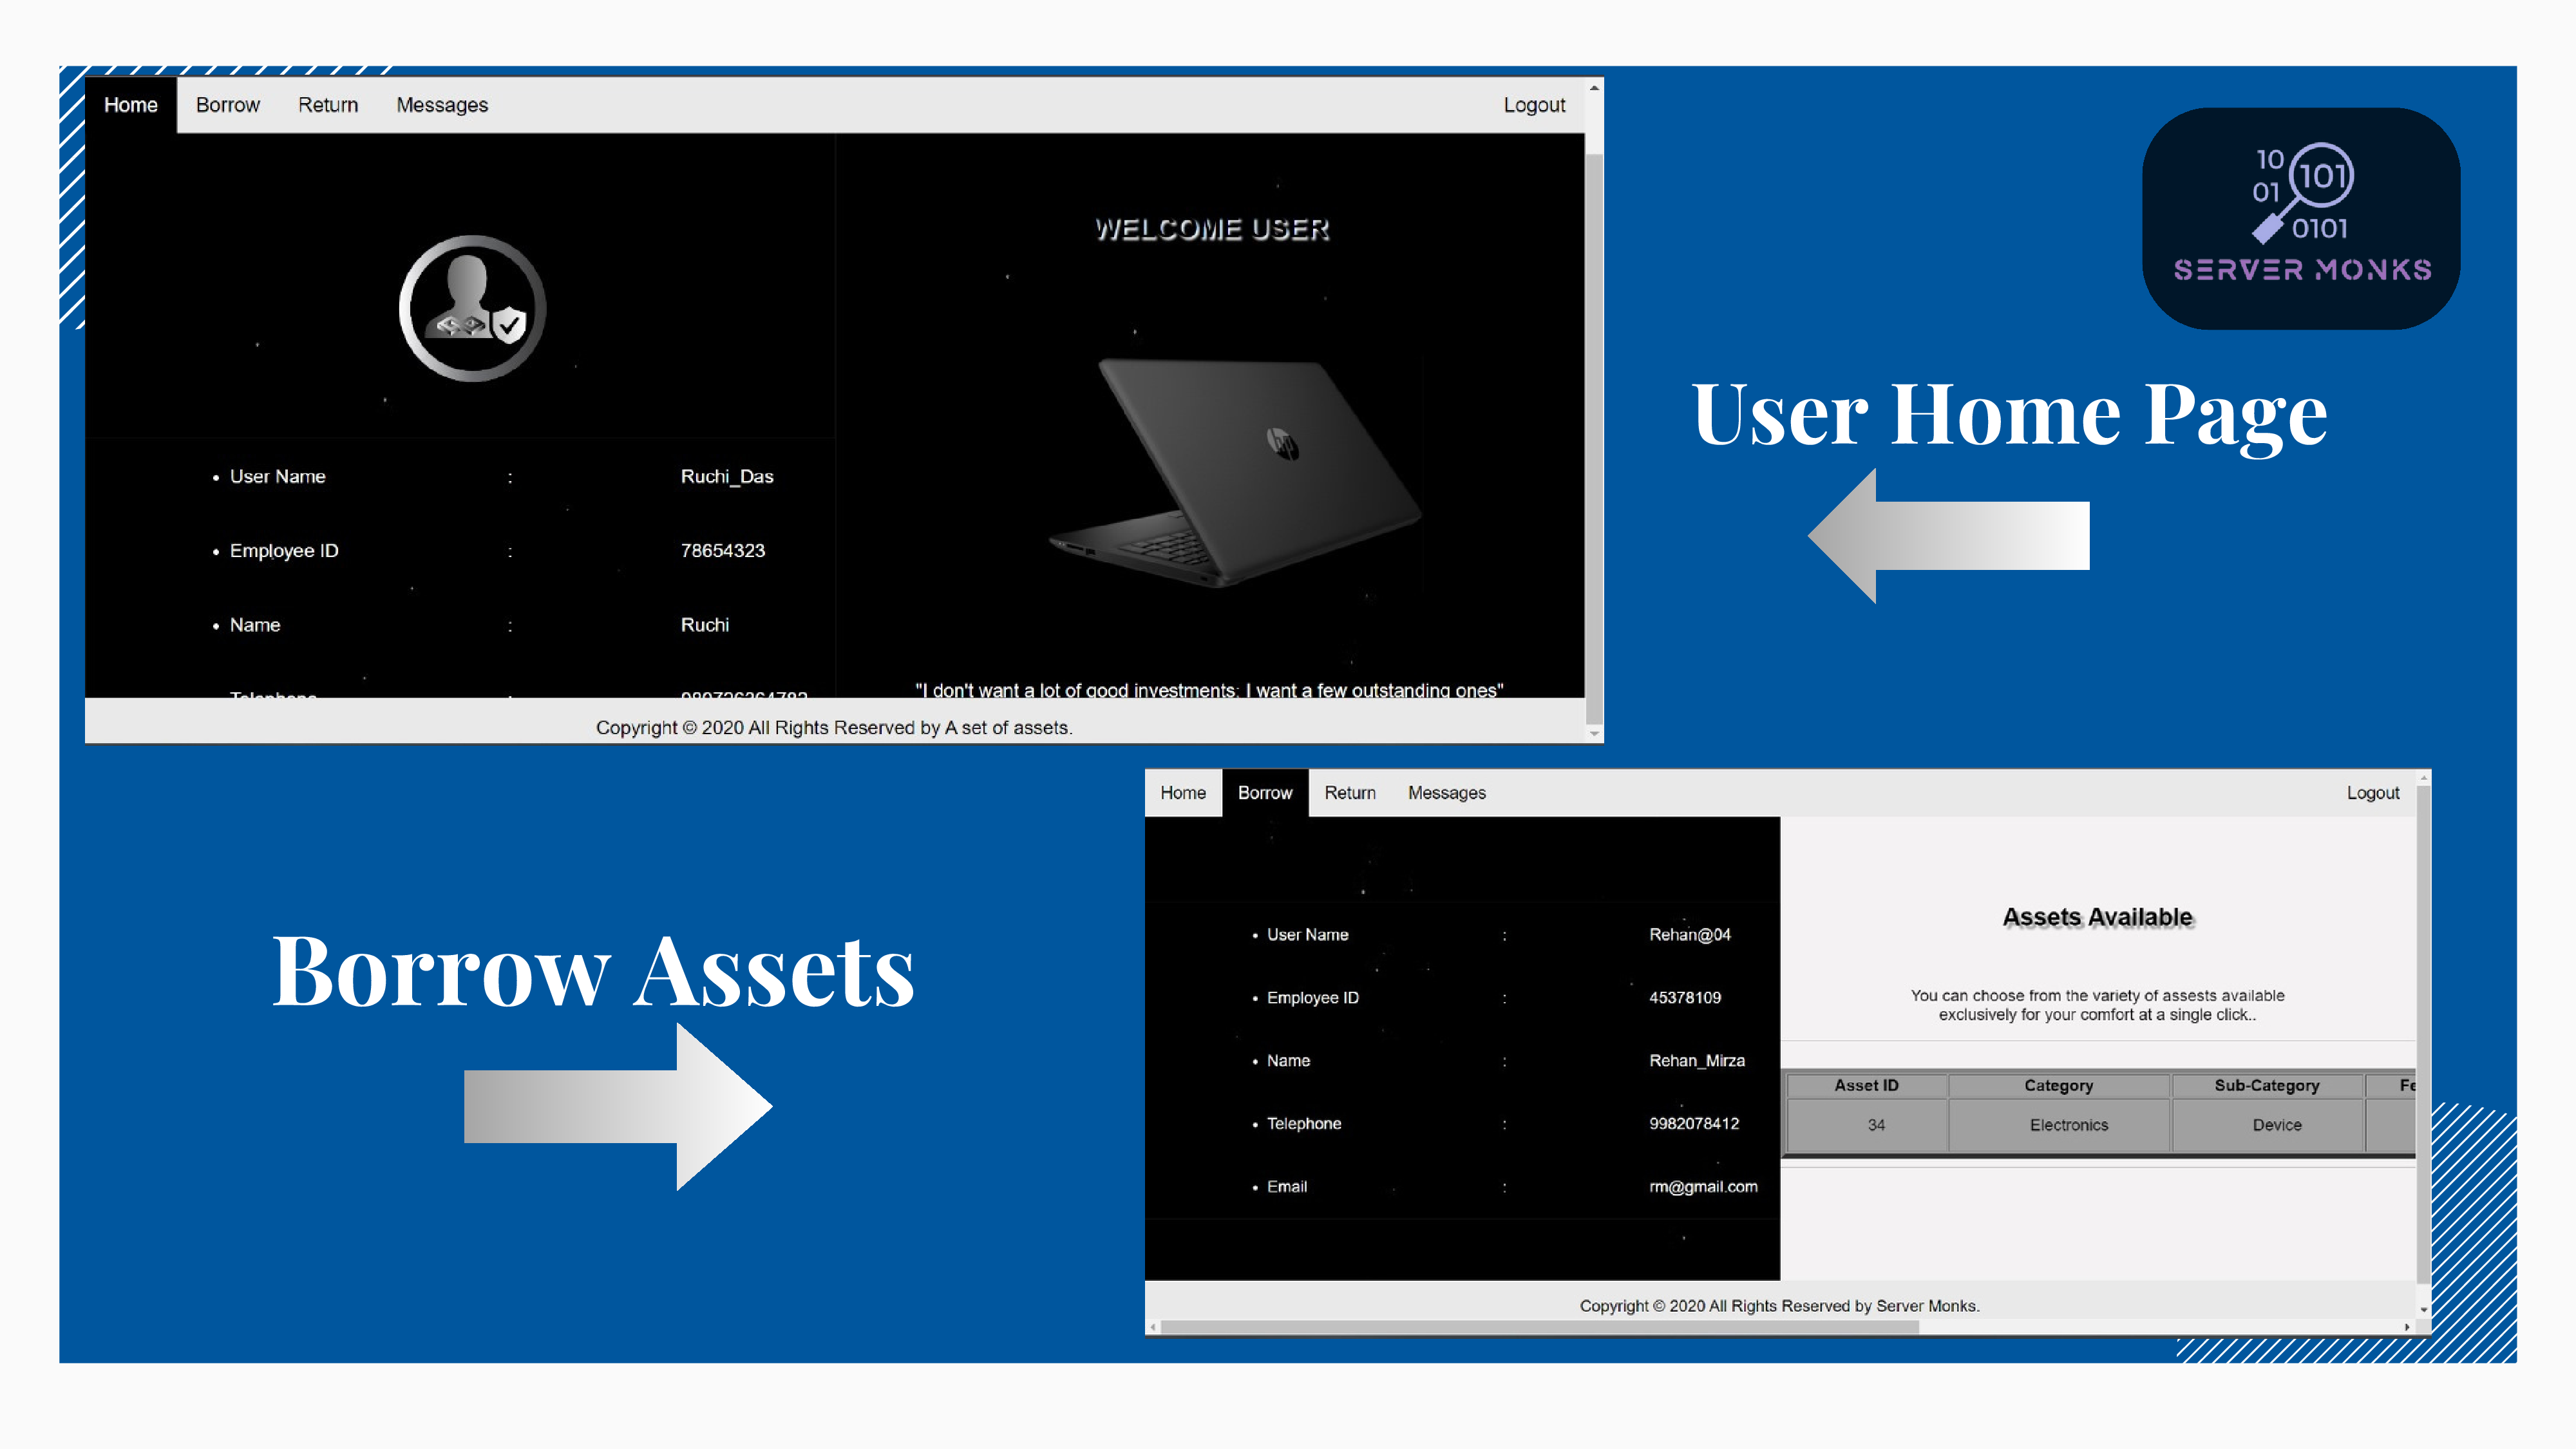 Home Borrow Return Messages Logout
WELCOME USER
hp
• User Name : Ruchi_Das
• Employee ID : 78654323
• Name : Ruchi
Telephone :
"I don't want a lot of good investments; I want a few outstanding ones"
Copyright © 2020 All Rights Reserved by A set of assets.
10
01
101
0101
SERVER MONKS
User Home Page
Borrow Assets
Home Borrow Return Messages Logout
• User Name : Rehan@04
• Employee ID : 45378109
• Name : Rehan_Mirza
• Telephone : 9982078412
• Email : rm@gmail.com
Assets Available
You can choose from the variety of assests available
exclusively for your comfort at a single click..
Asset ID Category Sub-Category Fe
34 Electronics Device
Copyright © 2020 All Rights Reserved by Server Monks.